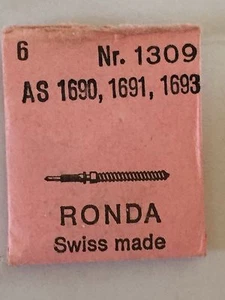 6 Nr. 1309
AS 1690, 1691, 1693
RONDA
Swiss made